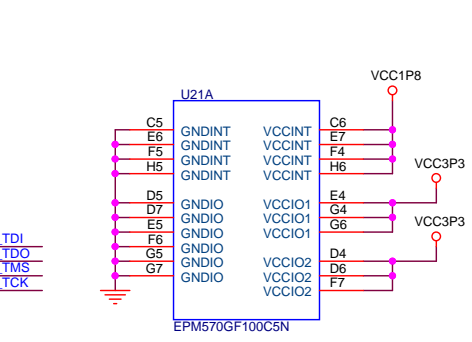 VCC1P8
U21A
C5 GNDINT VCCINT C6
E6 GNDINT VCCINT E7
F5 GNDINT VCCINT F4
H5 GNDINT VCCINT H6
VCC3P3
D5 GNDIO VCCIO1 E4
D7 GNDIO VCCIO1 G4
E5 GNDIO VCCIO1 G6
VCC3P3
F6 GNDIO
G5 GNDIO VCCIO2 D4
G7 GNDIO VCCIO2 D6
VCCIO2 F7
TDI
TDO
TMS
TCK
EPM570GF100C5N